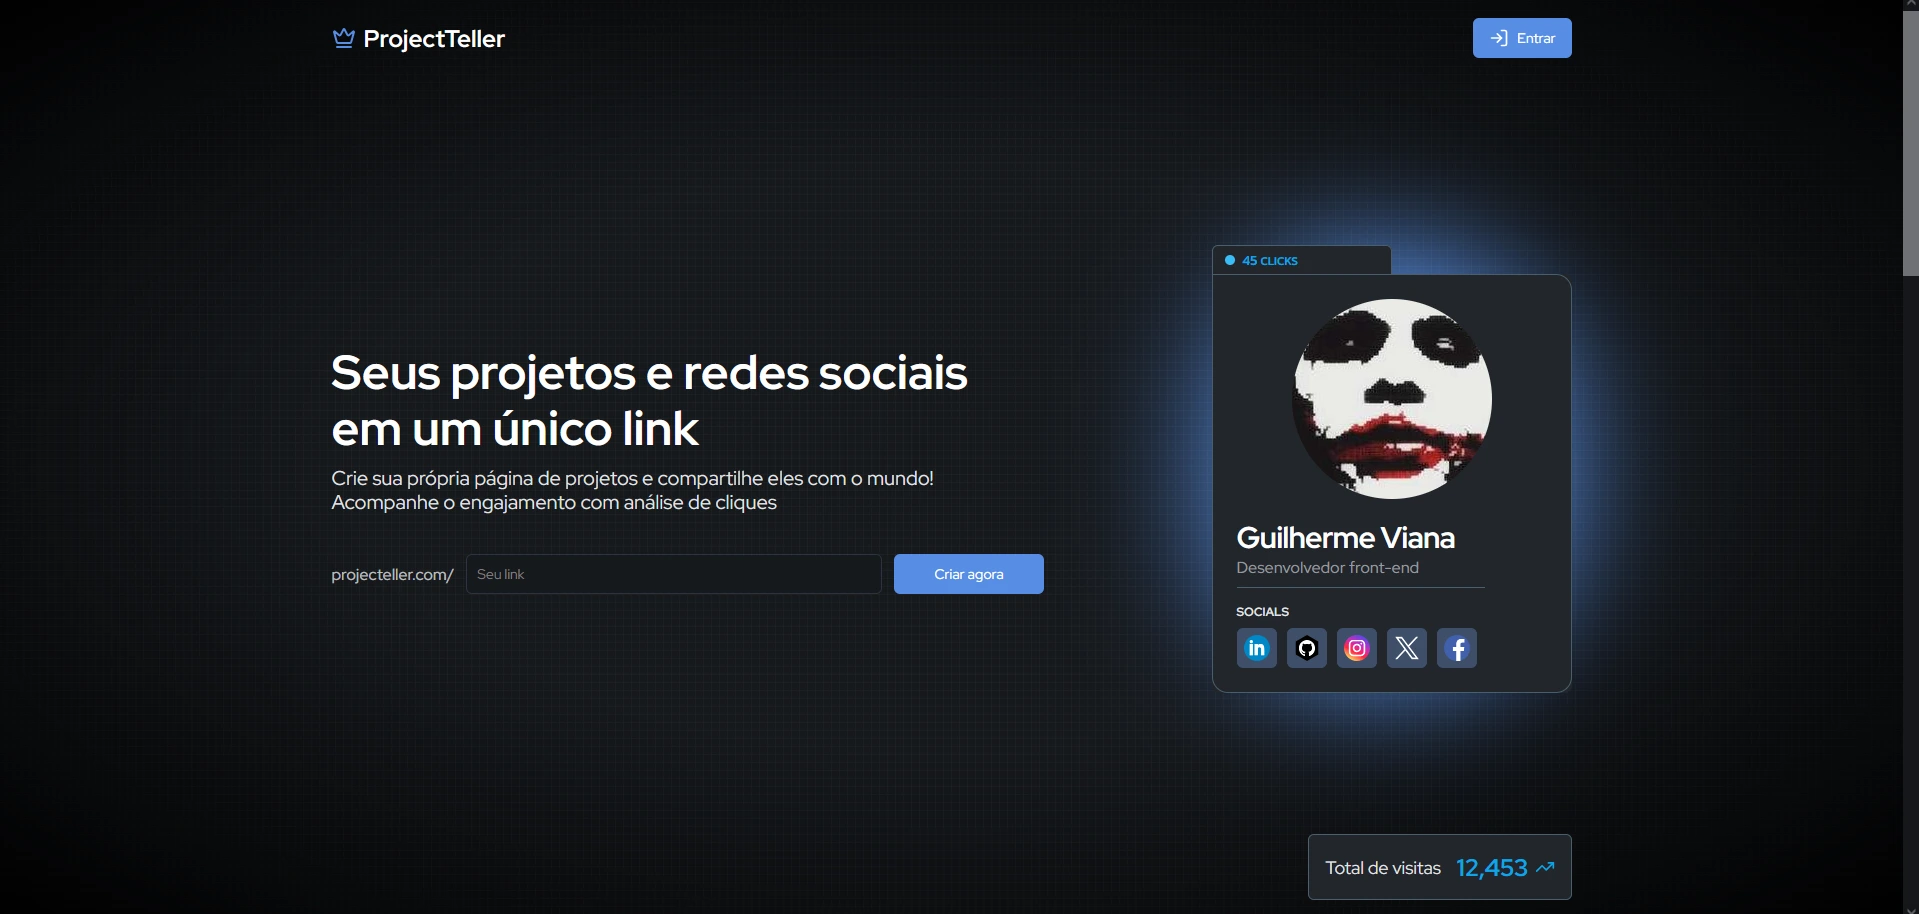 ProjectTeller
Entrar
45 CLICKS
Seus projetos e redes sociais
em um único link
Crie sua própria página de projetos e compartilhe eles com o mundo!
Acompanhe o engajamento com análise de cliques
projecteller.com/
Seu link
Criar agora
Guilherme Viana
Desenvolvedor front-end
SOCIALS
in
Total de visitas 12,453